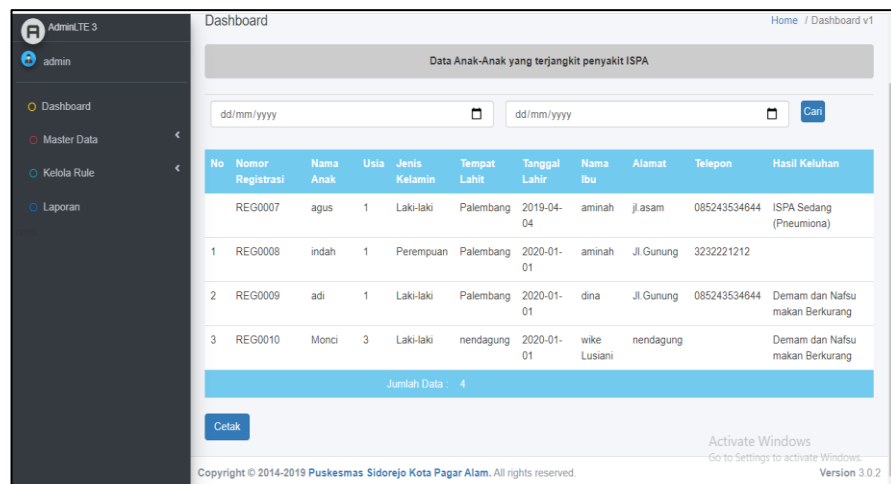 AdminLTE 3
admin
Dashboard
Master Data
Kelola Rule
Laporan
Dashboard
Home / Dashboard v1
Data Anak-Anak yang terjangkit penyakit ISPA
dd/mm/yyyy dd/mm/yyyy Cari
No Nomor Registrasi Nama Anak Usia Jenis Kelamin Tempat Lahit Tanggal Lahir Nama Ibu Alamat Telepon Hasil Keluhan
REG0007 agus 1 Laki-laki Palembang 2019-04-04 aminah jl.asam 085243534644 ISPA Sedang (Pneumiona)
1 REG0008 indah 1 Perempuan Palembang 2020-01-01 aminah Jl.Gunung 3232221212
2 REG0009 adi 1 Laki-laki Palembang 2020-01-01 dina Jl.Gunung 085243534644 Demam dan Nafsu makan Berkurang
3 REG0010 Monci 3 Laki-laki nendagung 2020-01-01 wike Lusiani nendagung Demam dan Nafsu makan Berkurang
Jumlah Data : 4
Cetak
Activate Windows
Go to Settings to activate Windows.
Copyright © 2014-2019 Puskesmas Sidorejo Kota Pagar Alam. All rights reserved.
Version 3.0.2